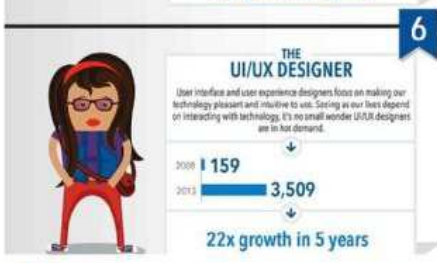 6
THE
UI/UX DESIGNER
User interface and user experience designers focus on making our
technology pleasant and intuitive to use. Seeing as our lives depend
on interacting with technology, it's no small wonder UI/UX designers
are in hot demand.
2008 159
2013 3,509
22x growth in 5 years